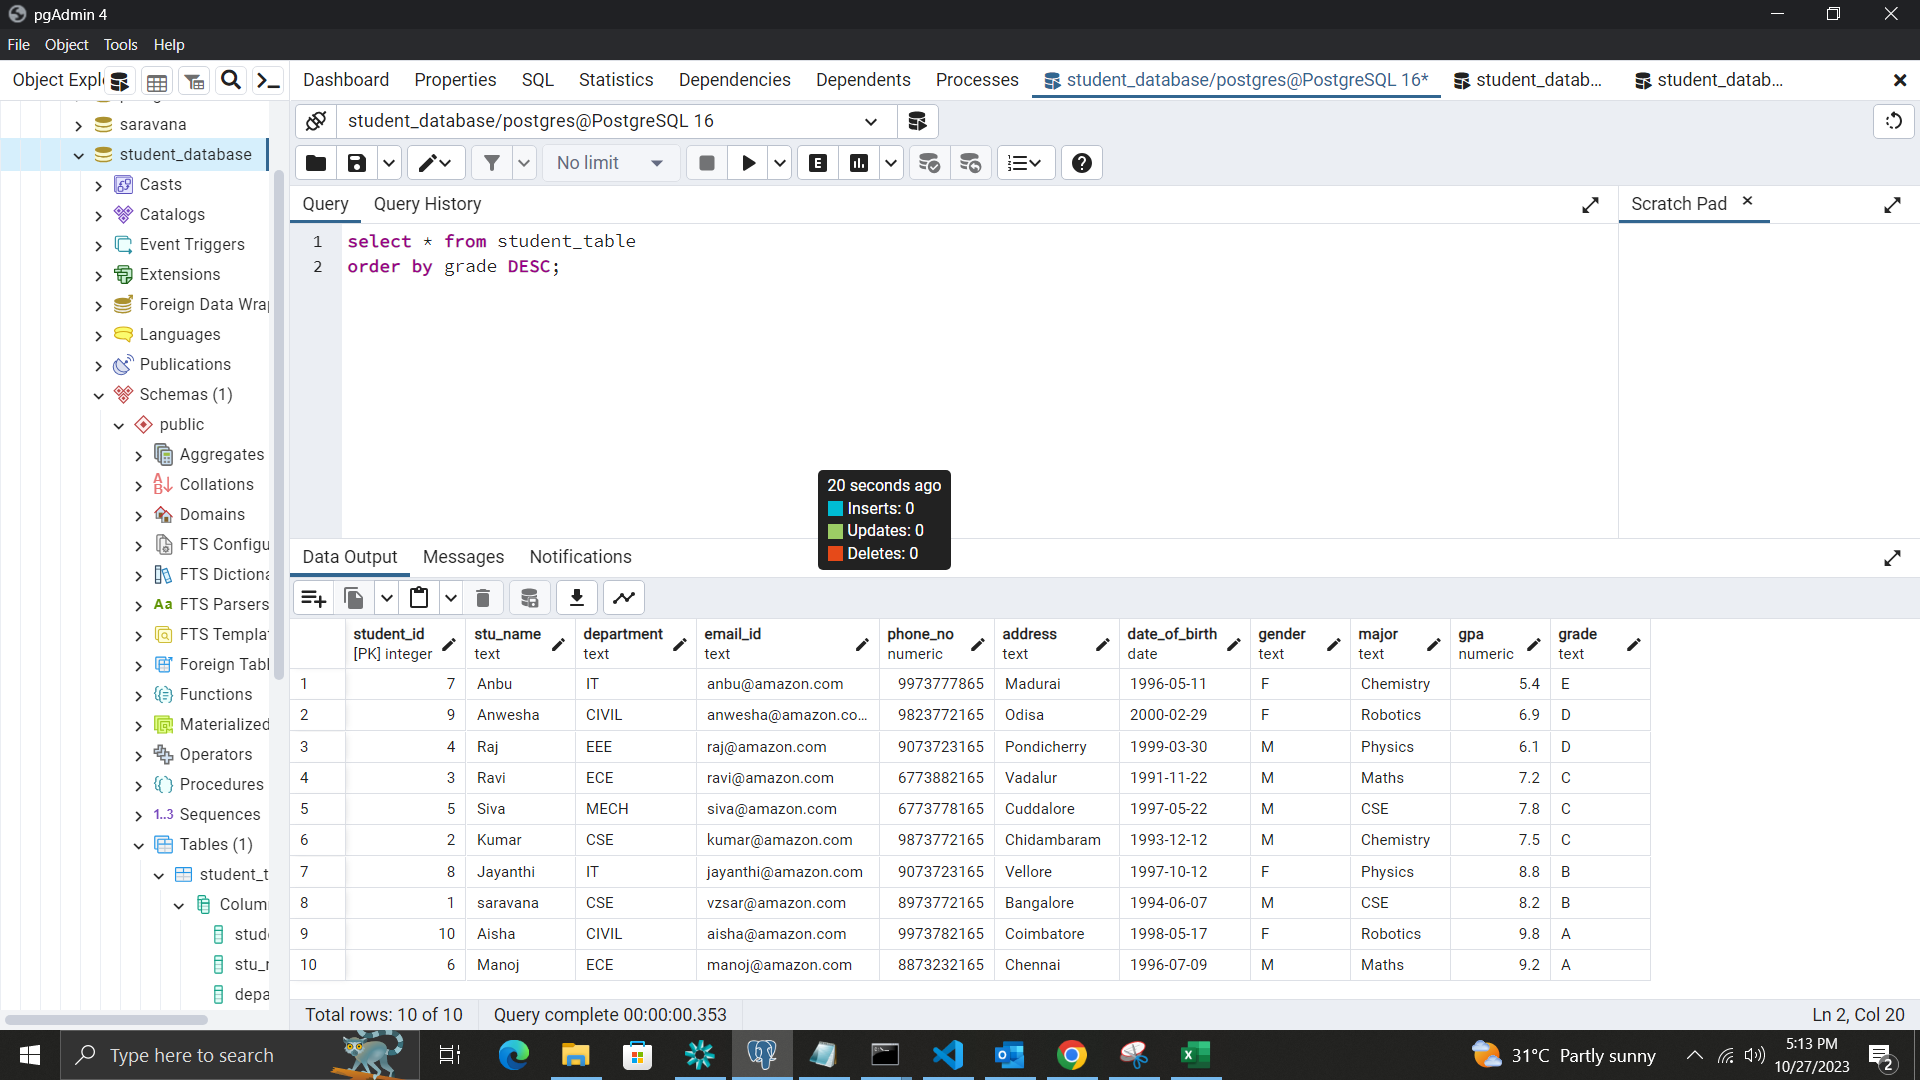 pgAdmin 4
File Object Tools Help
Object Expl
Dashboard Properties SQL Statistics Dependencies Dependents Processes student_database/postgres@PostgreSQL 16* student_datab... student_datab...
saravana
student_database
Casts
Catalogs
Event Triggers
Extensions
Foreign Data Wrap
Languages
Publications
Schemas (1)
public
Aggregates
Collations
Domains
FTS Configu
FTS Dictiona
FTS Parsers
FTS Templat
Foreign Tabl
Functions
Materialized
Operators
Procedures
1..3 Sequences
Tables (1)
student_t
Colum
stude
stu_n
depa
student_database/postgres@PostgreSQL 16
No limit
E
Query Query History
Scratch Pad
1 select * from student_table
2 order by grade DESC;
20 seconds ago
Inserts: 0
Updates: 0
Deletes: 0
Data Output Messages Notifications
student_id stu_name department email_id phone_no address date_of_birth gender major gpa grade
[PK] integer text text text numeric text date text text numeric text
1 7 Anbu IT anbu@amazon.com 9973777865 Madurai 1996-05-11 F Chemistry 5.4 E
2 9 Anwesha CIVIL anwesha@amazon.co... 9823772165 Odisa 2000-02-29 F Robotics 6.9 D
3 4 Raj EEE raj@amazon.com 9073723165 Pondicherry 1999-03-30 M Physics 6.1 D
4 3 Ravi ECE ravi@amazon.com 6773882165 Vadalur 1991-11-22 M Maths 7.2 C
5 5 Siva MECH siva@amazon.com 6773778165 Cuddalore 1997-05-22 M CSE 7.8 C
6 2 Kumar CSE kumar@amazon.com 9873772165 Chidambaram 1993-12-12 M Chemistry 7.5 C
7 8 Jayanthi IT jayanthi@amazon.com 9073723165 Vellore 1997-10-12 F Physics 8.8 B
8 1 saravana CSE vzsar@amazon.com 8973772165 Bangalore 1994-06-07 M CSE 8.2 B
9 10 Aisha CIVIL aisha@amazon.com 9973782165 Coimbatore 1998-05-17 F Robotics 9.8 A
10 6 Manoj ECE manoj@amazon.com 8873232165 Chennai 1996-07-09 M Maths 9.2 A
Total rows: 10 of 10 Query complete 00:00:00.353 Ln 2, Col 20
Type here to search
31°C Partly sunny
5:13 PM
10/27/2023
2